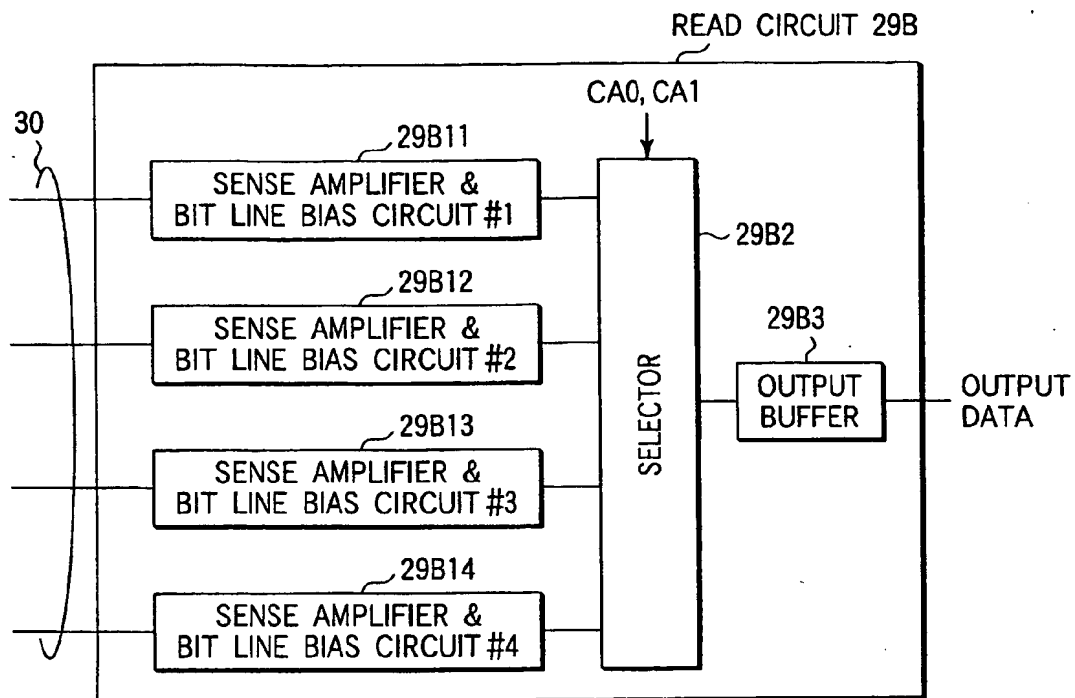 READ CIRCUIT 29B
CA0, CA1
30
29B11
SENSE AMPLIFIER &
BIT LINE BIAS CIRCUIT #1
29B2
29B12
SENSE AMPLIFIER &
BIT LINE BIAS CIRCUIT #2
29B3
SELECTOR
OUTPUT
BUFFER
OUTPUT
DATA
29B13
SENSE AMPLIFIER &
BIT LINE BIAS CIRCUIT #3
29B14
SENSE AMPLIFIER &
BIT LINE BIAS CIRCUIT #4